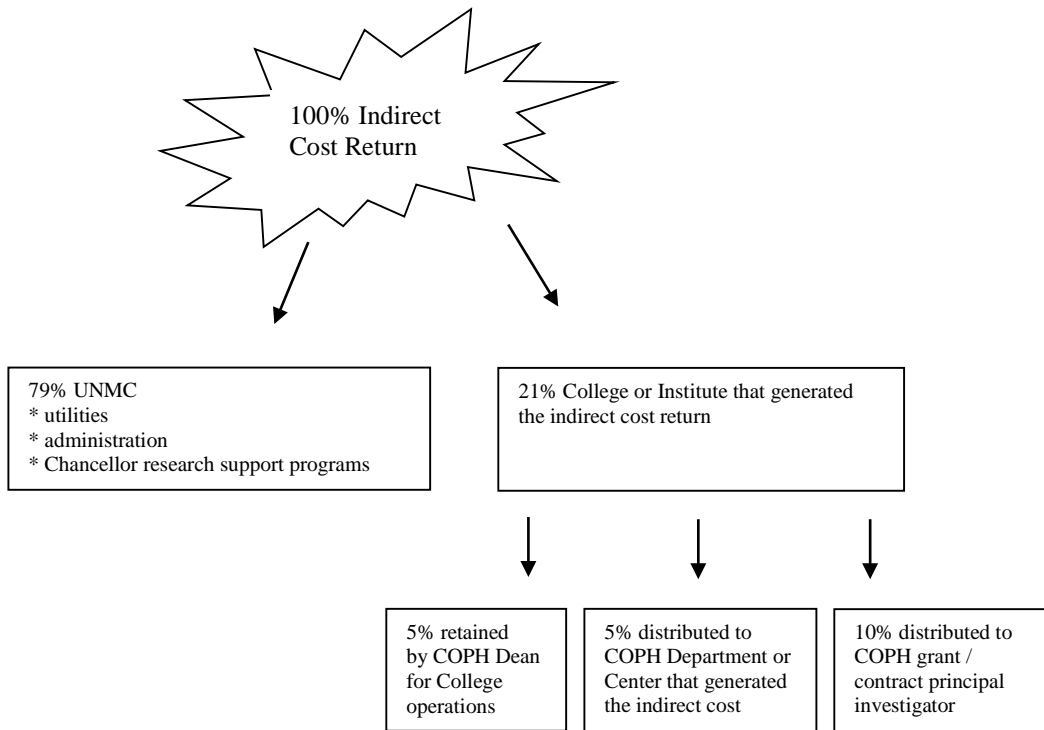 100% Indirect
Cost Return
79% UNMC
* utilities
* administration
* Chancellor research support programs
21% College or Institute that generated
the indirect cost return
5% retained
by COPH Dean
for College
operations
5% distributed to
COPH Department or
Center that generated
the indirect cost
10% distributed to
COPH grant /
contract principal
investigator